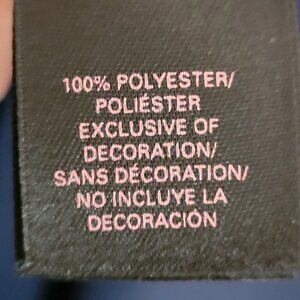 100% POLYESTER/
POLIÉSTER
EXCLUSIVE OF
DECORATION/
SANS DÉCORATION/
NO INCLUYE LA
DECORACIÓN